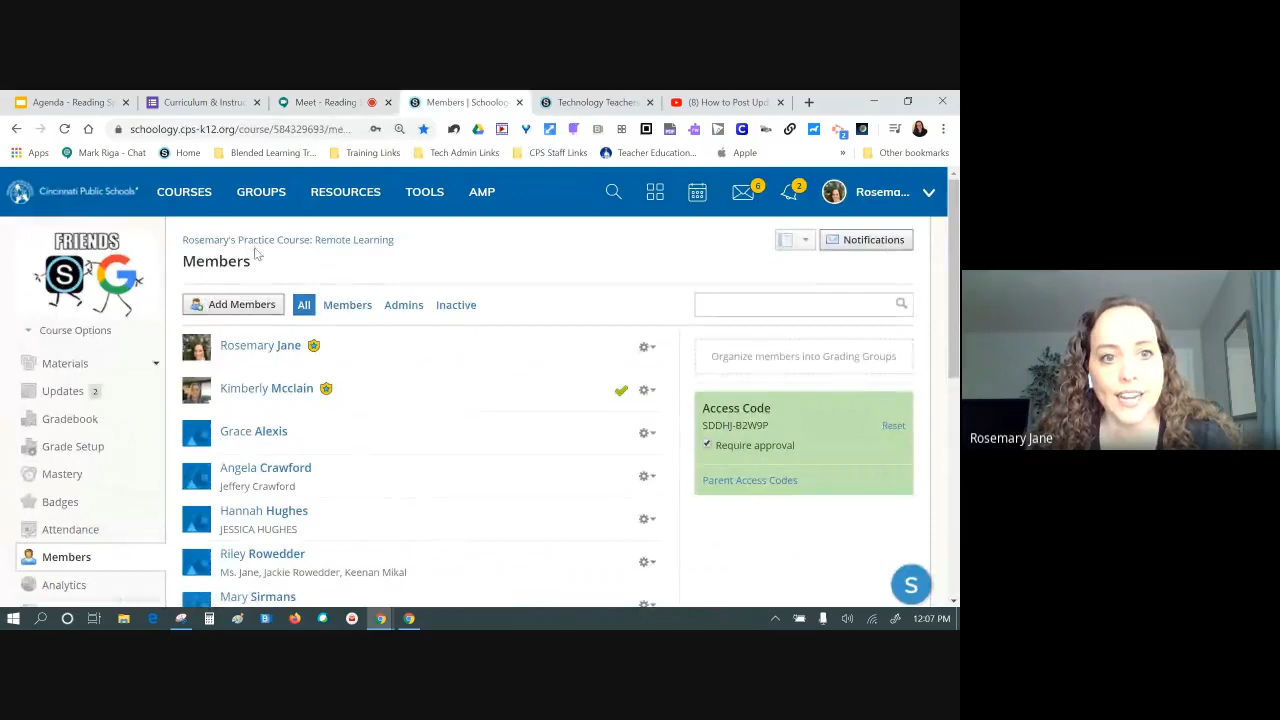 Agenda - Reading S
Curriculum & Instruc
Meet - Reading
Members | Schoolog
Technology Teachers
(8) How to Post Upd
schoology.cps-k12.org/course/584329693/me...
Apps
Mark Riga - Chat
Home
Blended Learning Tr...
Training Links
Tech Admin Links
CPS Staff Links
Teacher Education...
Apple
Other bookmarks
Cincinnati Public Schools
COURSES
GROUPS
RESOURCES
TOOLS
AMP
6
2
Rosema...
FRIENDS
S
G
Rosemary's Practice Course: Remote Learning
Notifications
Members
Add Members
All
Members
Admins
Inactive
Course Options
Materials
Updates 2
Gradebook
Grade Setup
Mastery
Badges
Attendance
Members
Analytics
Rosemary Jane
Kimberly Mcclain
Grace Alexis
Angela Crawford
Jeffery Crawford
Hannah Hughes
JESSICA HUGHES
Riley Rowedder
Ms. Jane, Jackie Rowedder, Keenan Mikal
Mary Sirmans
Organize members into Grading Groups
Access Code
SDDHJ-B2W9P
Reset
Require approval
Parent Access Codes
S
12:07 PM
Rosemary Jane